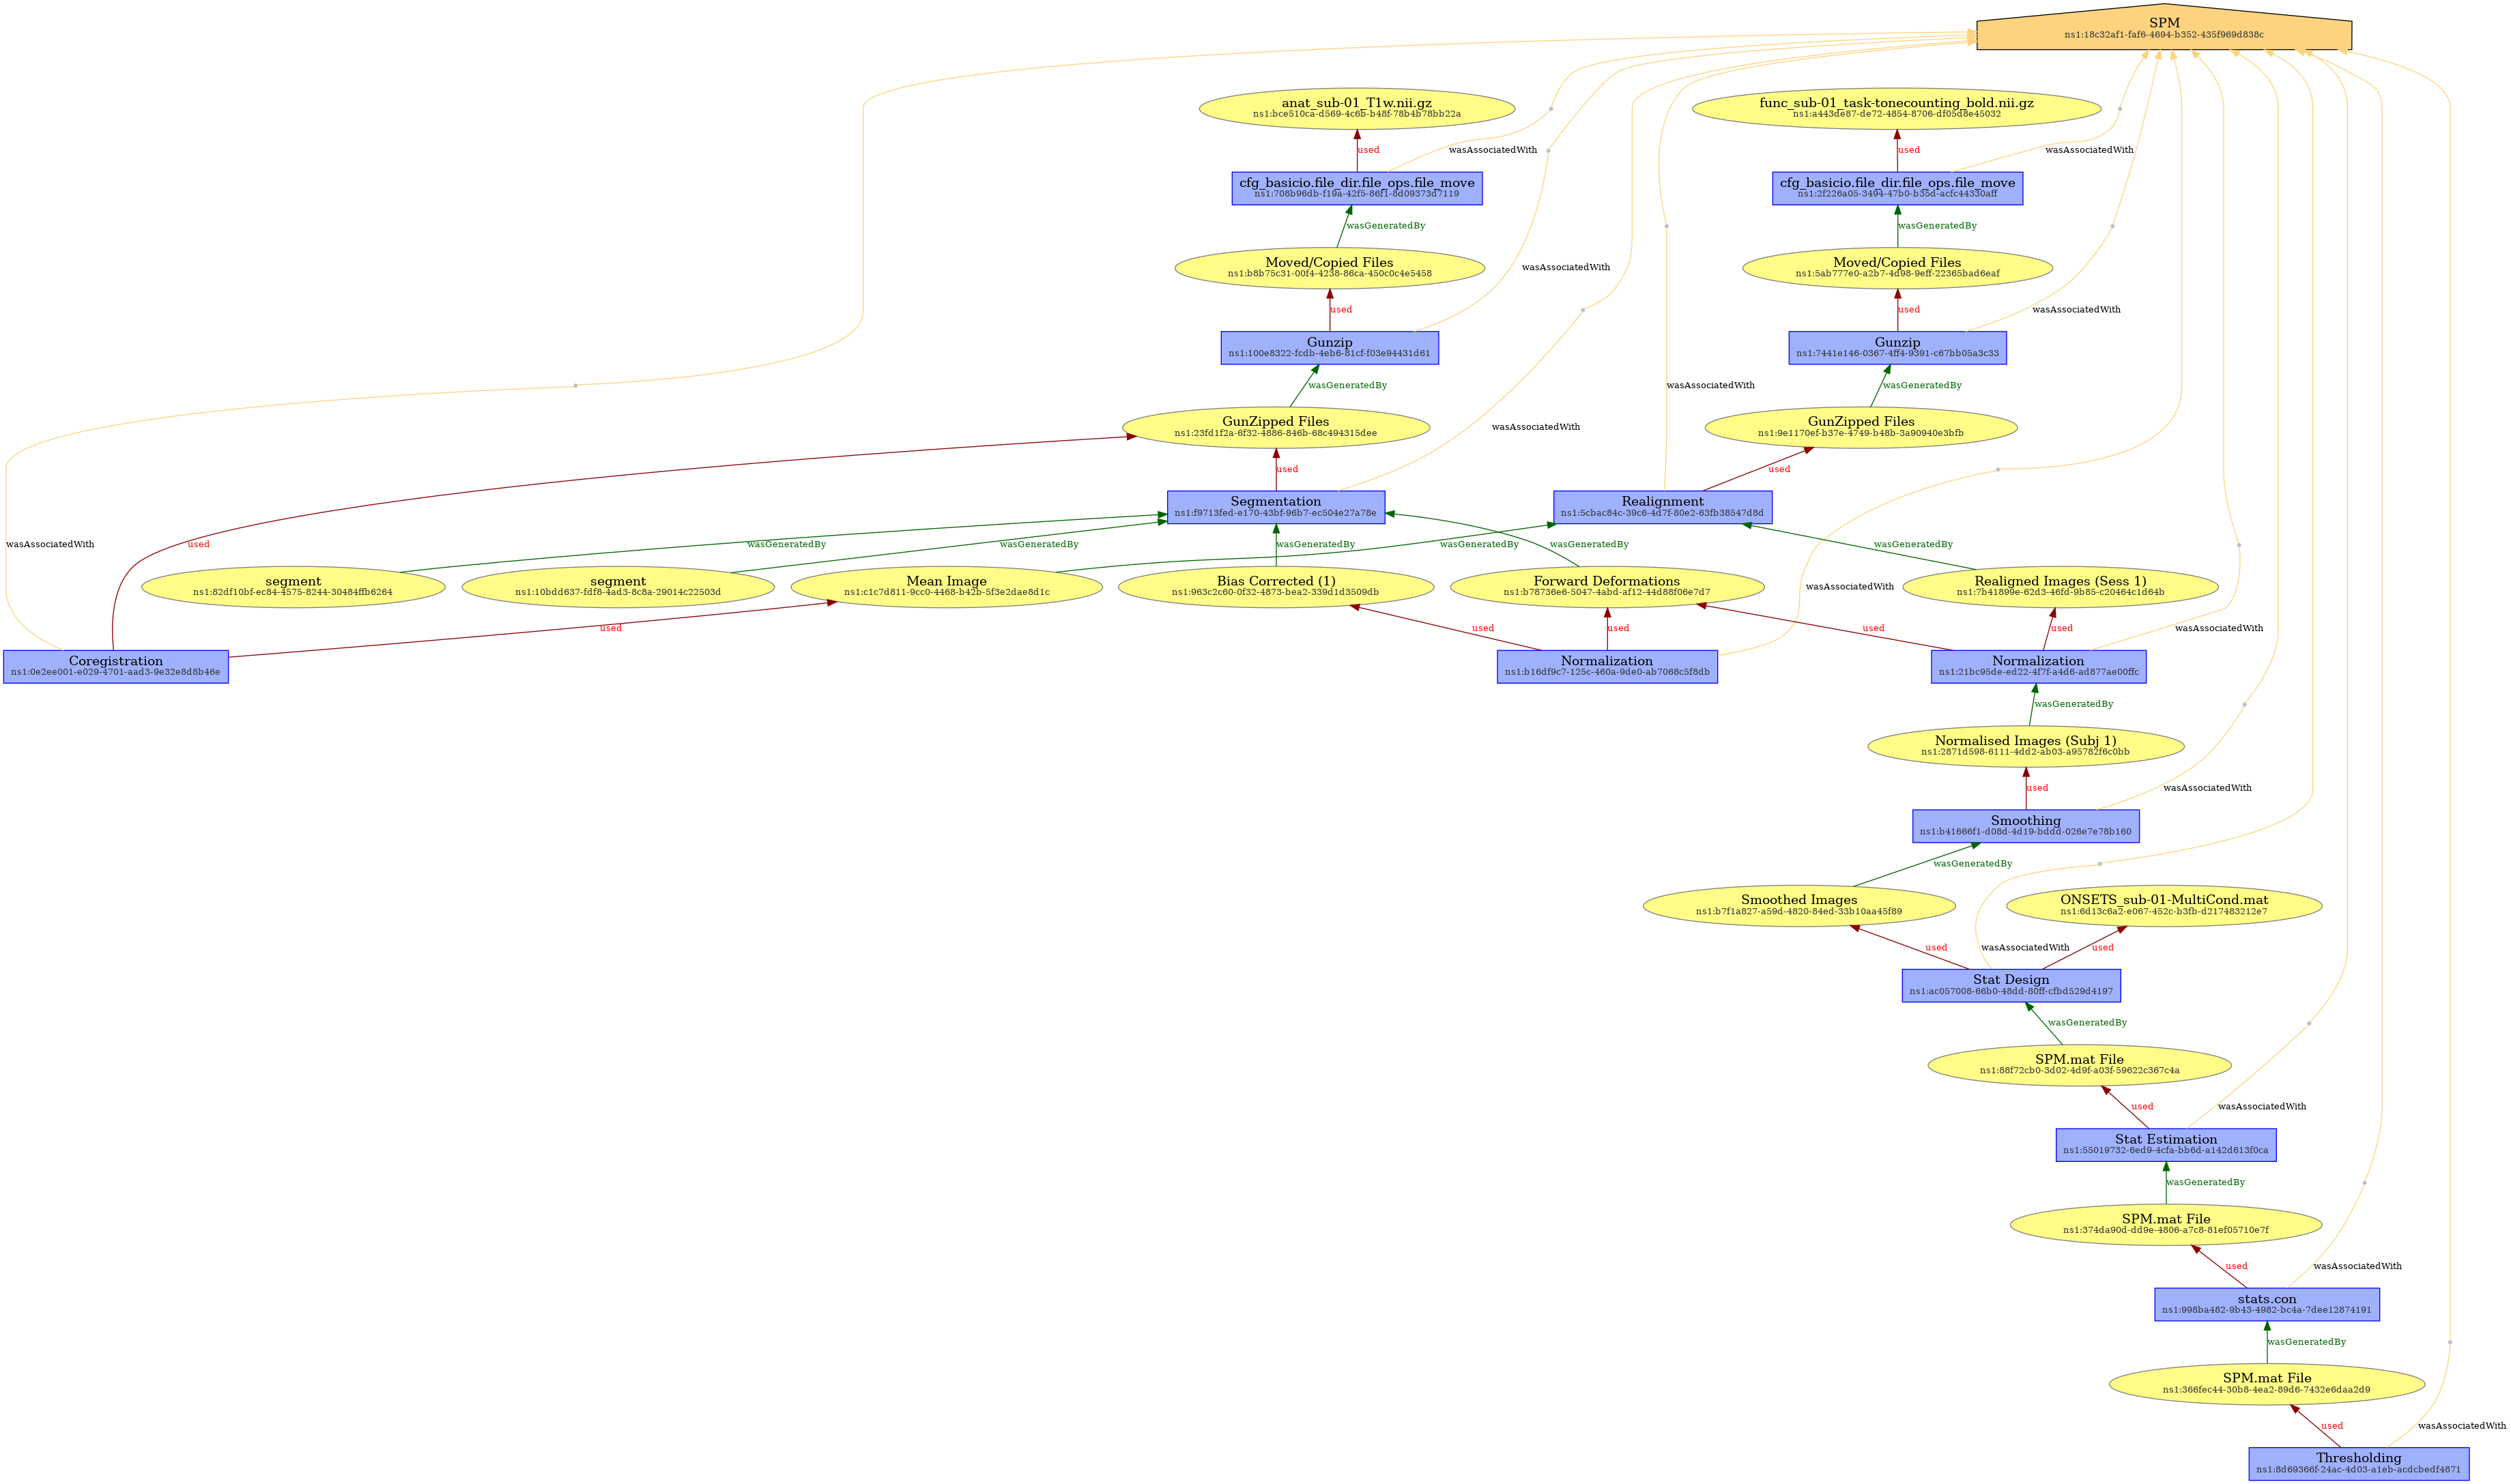 SPM
ns1:18c32af1-faf6-4694-b352-435f969d838c
anat_sub-01_T1w.nii.gz
ns1:bce510ca-d569-4c6b-b48f-78b4b78bb22a
func_sub-01_task-tonecounting_bold.nii.gz
ns1:a443de87-de72-4854-8706-df05d8e45032
used
wasAssociatedWith
used
wasAssociatedWith
cfg_basicio.file_dir.file_ops.file_move
ns1:708b96db-f19a-42f5-86f1-8d09373d7119
cfg_basicio.file_dir.file_ops.file_move
ns1:2f226a05-3494-47b0-b35d-acfc44330aff
wasGeneratedBy
wasGeneratedBy
Moved/Copied Files
ns1:b8b75c31-00f4-4238-86ca-450c0c4e5458
wasAssociatedWith
Moved/Copied Files
ns1:5ab777e0-a2b7-4d98-9eff-22365bad6eaf
used
used
wasAssociatedWith
Gunzip
ns1:100e8322-fcdb-4eb6-81cf-f03e94431d61
Gunzip
ns1:7441e146-0367-4ff4-9391-c67bb05a3c33
wasGeneratedBy
wasAssociatedWith
wasGeneratedBy
GunZipped Files
ns1:23fd1f2a-6f32-4886-846b-68c494315dee
wasAssociatedWith
GunZipped Files
ns1:9e1170ef-b37e-4749-b48b-3a90940e3bfb
used
used
Segmentation
ns1:f9713fed-e170-43bf-96b7-ec504e27a78e
Realignment
ns1:5cbac84c-39c6-4d7f-80e2-63fb38547d8d
wasAssociatedWith
used
wasGeneratedBy
wasGeneratedBy
wasGeneratedBy
wasGeneratedBy
wasGeneratedBy
wasGeneratedBy
segment
ns1:82df10bf-ec84-4575-8244-30484ffb6264
segment
ns1:10bdd637-fdf8-4ad3-8c8a-29014c22503d
Mean Image
ns1:c1c7d811-9cc0-4468-b42b-5f3e2dae8d1c
Bias Corrected (1)
ns1:963c2c60-0f32-4873-bea2-339d1d3509db
Forward Deformations
ns1:b78736e6-5047-4abd-af12-44d88f06e7d7
wasAssociatedWith
Realigned Images (Sess 1)
ns1:7b41899e-62d3-46fd-9b85-c20464c1d64b
used
used
used
used
used
wasAssociatedWith
Coregistration
ns1:0e2ee001-e029-4701-aad3-9e32e8d8b46e
Normalization
ns1:b16df9c7-125c-460a-9de0-ab7068c5f8db
Normalization
ns1:21bc95de-ed22-4f7f-a4d6-ad877ae00ffc
wasGeneratedBy
Normalised Images (Subj 1)
ns1:2871d598-6111-4dd2-ab03-a95782f6c0bb
used
wasAssociatedWith
Smoothing
ns1:b41666f1-d08d-4d19-bddd-026e7e78b160
wasGeneratedBy
Smoothed Images
ns1:b7f1a827-a59d-4820-84ed-33b10aa45f89
ONSETS_sub-01-MultiCond.mat
ns1:6d13c6a2-e067-452c-b3fb-d217483212e7
used
wasAssociatedWith
used
Stat Design
ns1:ac057008-66b0-48dd-80ff-cfbd529d4197
wasGeneratedBy
SPM.mat File
ns1:88f72cb0-3d02-4d9f-a03f-59622c367c4a
used
wasAssociatedWith
Stat Estimation
ns1:55019732-6ed9-4cfa-bb6d-a142d613f0ca
wasGeneratedBy
SPM.mat File
ns1:374da90d-dd9e-4806-a7c8-81ef05710e7f
used
wasAssociatedWith
stats.con
ns1:998ba482-9b43-4982-bc4a-7dee12874191
wasGeneratedBy
SPM.mat File
ns1:366fec44-30b8-4ea2-89d6-7432e6daa2d9
used
wasAssociatedWith
Thresholding
ns1:8d69366f-24ac-4d03-a1eb-acdcbedf4871